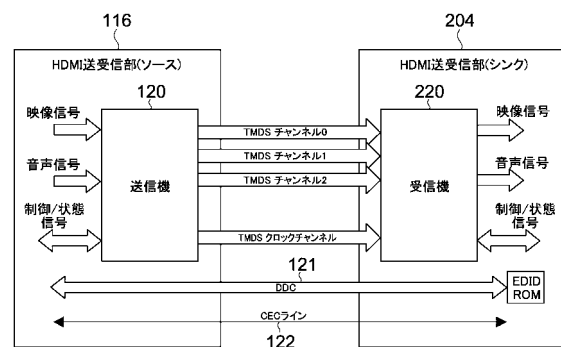 116
204
HDMI送受信部(ソース)
HDMI送受信部(シンク)
120
220
映像信号
映像信号
TMDS チャンネル0
TMDS チャンネル1
音声信号
音声信号
TMDS チャンネル2
送信機
受信機
制御/状態
信号
制御/状態
信号
TMDS クロックチャンネル
121
DDC
EDID
ROM
CECライン
122